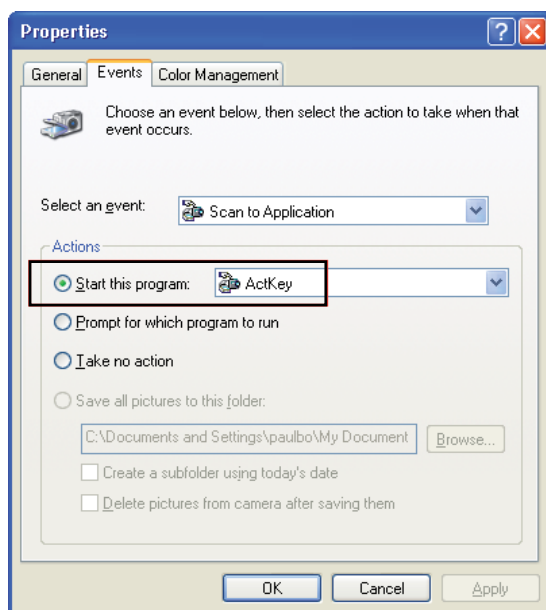 Properties
General Events Color Management
Choose an event below, then select the action to take when that
event occurs.
Select an event: Scan to Application
Actions
Start this program: ActKey
Prompt for which program to run
Take no action
Save all pictures to this folder:
C:\Documents and Settings\paulbo\My Document Browse...
Create a subfolder using today's date
Delete pictures from camera after saving them
OK Cancel Apply